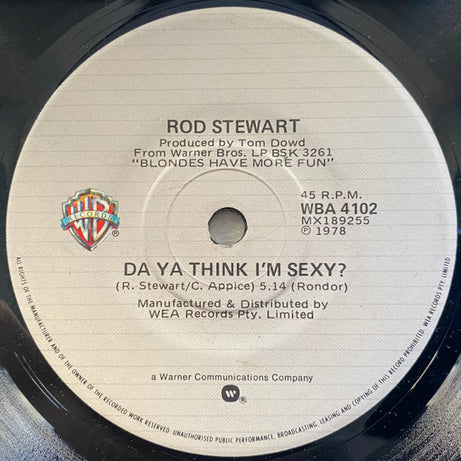 ROD STEWART
Produced by Tom Dowd
From Warner Bros. LP BSK 3261
"BLONDES HAVE MORE FUN"
45 R.P.M.
WBA 4102
MX189255
℗ 1978
RECORDS
DA YA THINK I'M SEXY?
(R. Stewart/C. Appice) 5.14 (Rondor)
Manufactured & Distributed by
WEA Records Pty. Limited
a Warner Communications Company
ALL RIGHTS OF THE MANUFACTURER AND OF THE OWNER OF THE RECORDED WORK RESERVED. UNAUTHORISED PUBLIC PERFORMANCE, BROADCASTING, LEASING AND COPYING OF THIS RECORD PROHIBITED. WEA RECORDS PTY. LIMITED